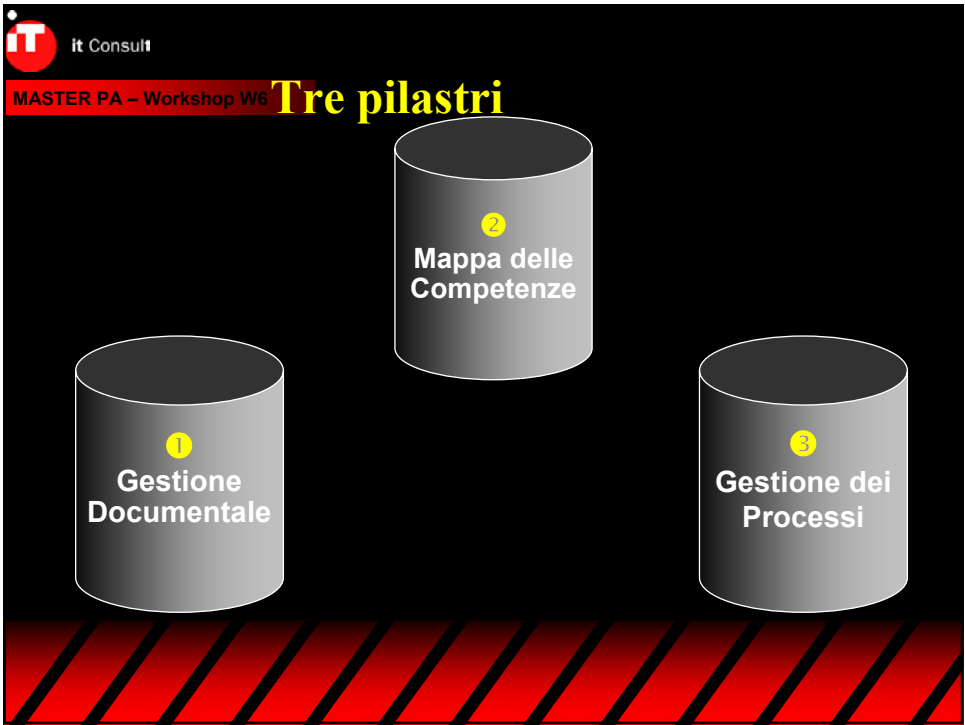 iT
it Consult
MASTER PA – Workshop W6
Tre pilastri
2
Mappa delle
Competenze
1
Gestione
Documentale
3
Gestione dei
Processi